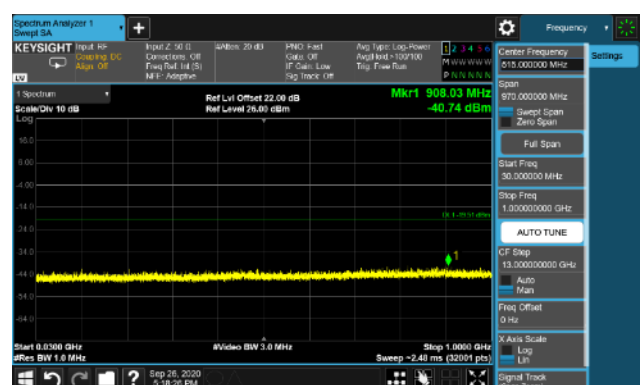 Spectrum Analyzer 1
Swept SA
Frequency
KEYSIGHT
Input: RF
Coupling: DC
Align: Off
Input Z: 50 Ω
Corrections: Off
Freq Ref: Int (S)
NFE: Adaptive
#Atten: 20 dB
PNO: Fast
Gate: Off
IF Gain: Low
Sig Track: Off
Avg Type: Log-Power
Avg|Hold:>100/100
Trig: Free Run
1 2 3 4 5 6
M W W W W W
P N N N N N
LV
1 Spectrum
Scale/Div 10 dB
Log
Ref Lvl Offset 22.00 dB
Ref Level 26.00 dBm
Mkr1 908.03 MHz
-40.74 dBm
16.0
6.00
-4.00
-14.0
-24.0
-34.0
-44.0
-54.0
-64.0
1
Start 0.0300 GHz
#Res BW 1.0 MHz
#Video BW 3.0 MHz
Stop 1.0000 GHz
Sweep ~2.48 ms (32001 pts)
Sep 26, 2020
5:18:26 PM
Center Frequency
515.000000 MHz
Settings
Span
970.000000 MHz
Swept Span
Zero Span
Full Span
Start Freq
30.000000 MHz
Stop Freq
1.000000000 GHz
AUTO TUNE
CF Step
13.000000000 GHz
Auto
Man
Freq Offset
0 Hz
X Axis Scale
Log
Lin
Signal Track